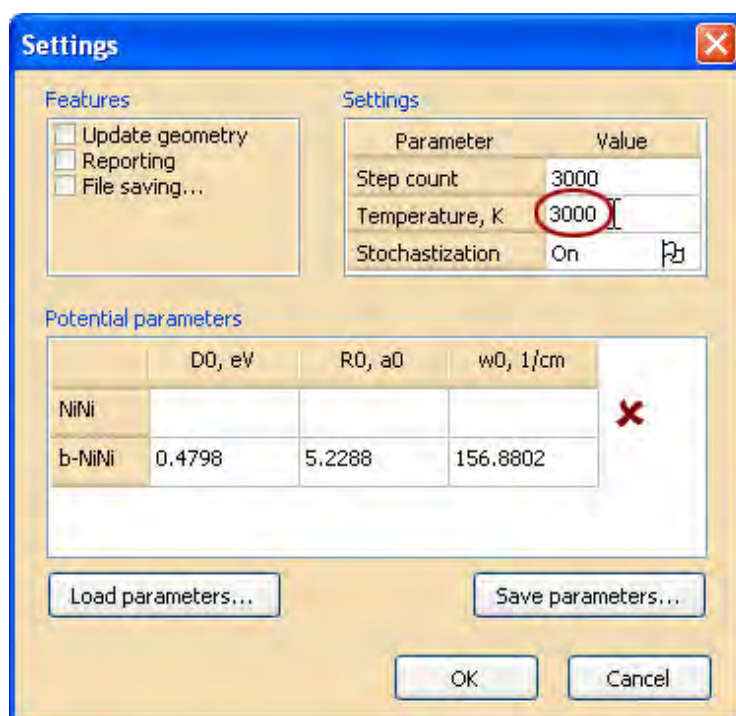 Settings
Features
Update geometry
Reporting
File saving...
Settings
Parameter Value
Step count 3000
Temperature, K 3000
Stochastization On
Potential parameters
D0, eV R0, a0 w0, 1/cm
NiNi
b-NiNi 0.4798 5.2288 156.8802
Load parameters... Save parameters...
OK Cancel